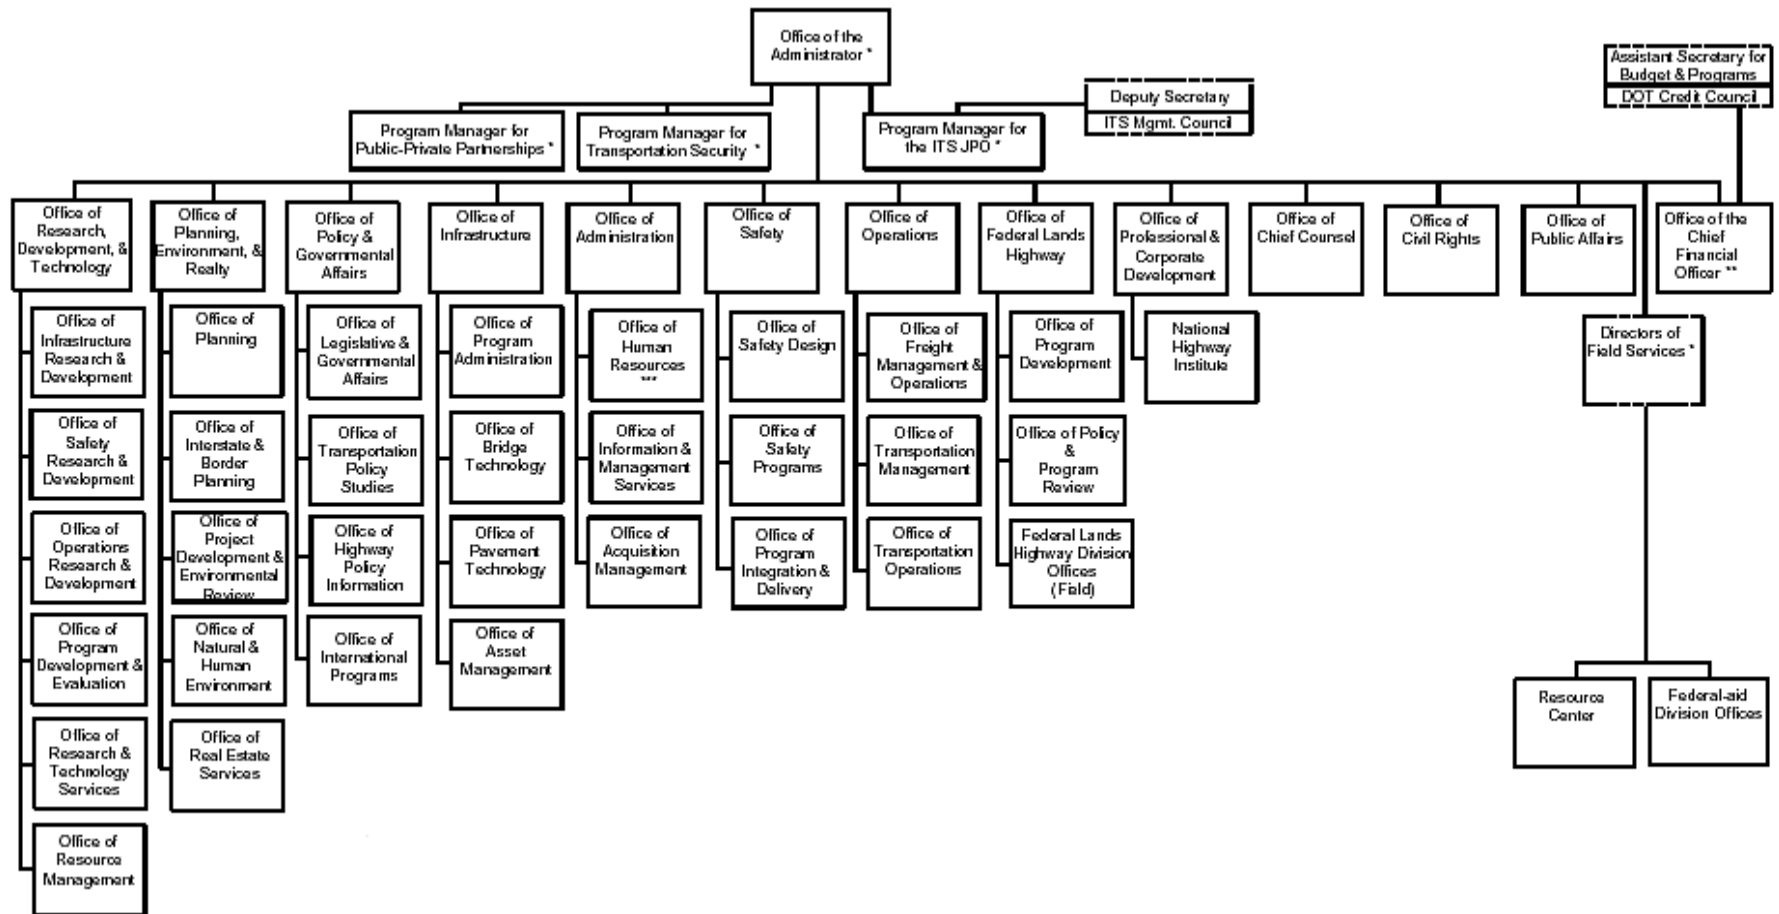 Office of the
Administrator *
Assistant Secretary for
Budget & Programs
DOT Credit Council
Deputy Secretary
ITS Mgmt. Council
Program Manager for
Public-Private Partnerships *
Program Manager for
Transportation Security *
Program Manager for
the ITS JPO *
Office of
Research,
Development, &
Technology
Office of
Planning,
Environment, &
Realty
Office of
Policy &
Governmental
Affairs
Office of
Infrastructure
Office of
Administration
Office of
Safety
Office of
Operations
Office of
Federal Lands
Highway
Office of
Professional &
Corporate
Development
Office of
Chief Counsel
Office of
Civil Rights
Office of
Public Affairs
Office of the
Chief
Financial
Officer **
Office of
Infrastructure
Research &
Development
Office of
Planning
Office of
Legislative &
Governmental
Affairs
Office of
Program
Administration
Office of
Human
Resources
***
Office of
Safety Design
Office of
Freight
Management &
Operations
Office of
Program
Development
National
Highway
Institute
Directors of
Field Services *
Office of
Safety
Research &
Development
Office of
Interstate &
Border
Planning
Office of
Transportation
Policy
Studies
Office of
Bridge
Technology
Office of
Information &
Management
Services
Office of
Safety
Programs
Office of
Transportation
Management
Office of Policy
&
Program
Review
Office of
Operations
Research &
Development
Office of
Project
Development &
Environmental
Review
Office of
Highway
Policy
Information
Office of
Pavement
Technology
Office of
Acquisition
Management
Office of
Program
Integration &
Delivery
Office of
Transportation
Operations
Federal Lands
Highway Division
Offices
(Field)
Office of
Program
Development &
Evaluation
Office of
Natural &
Human
Environment
Office of
International
Programs
Office of
Asset
Management
Resource
Center
Federal-aid
Division Offices
Office of
Research &
Technology
Services
Office of
Real Estate
Services
Office of
Resource
Management